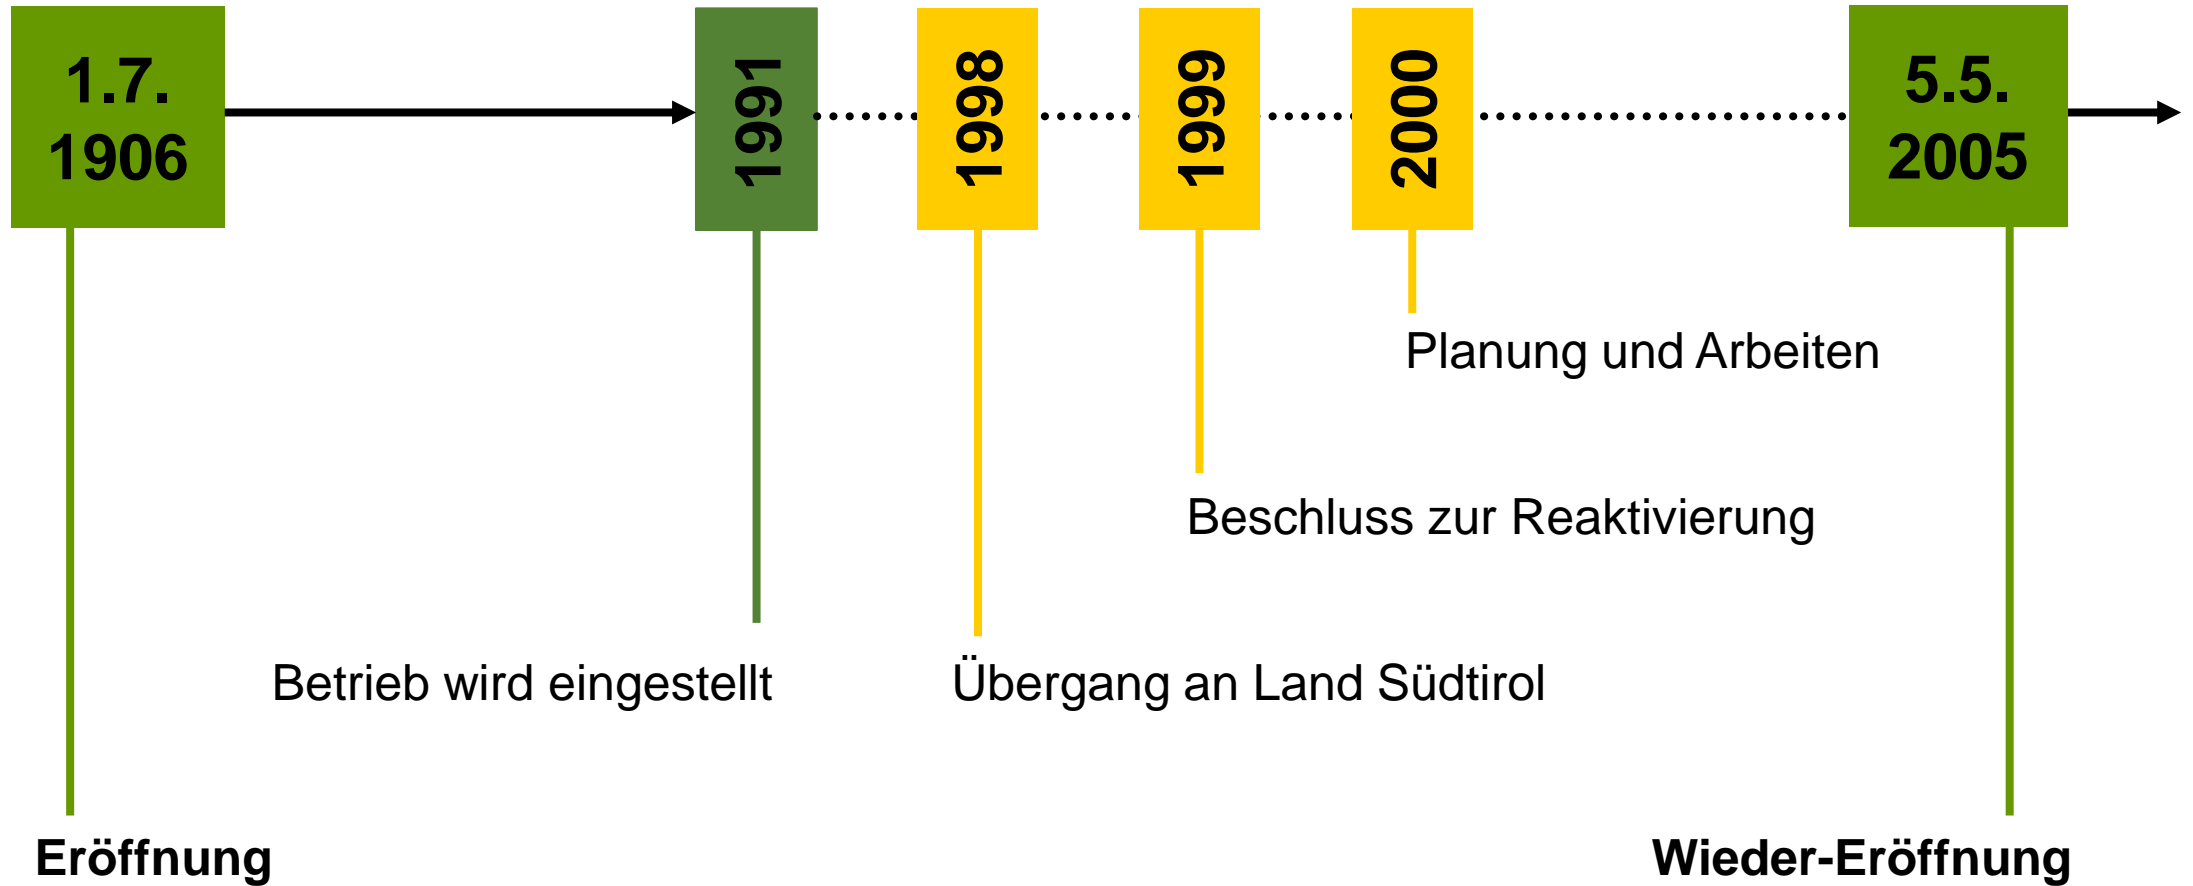 1.7.
1906
1991
1998
1999
2000
5.5.
2005
Planung und Arbeiten
Beschluss zur Reaktivierung
Betrieb wird eingestellt
Übergang an Land Südtirol
Eröffnung
Wieder-Eröffnung